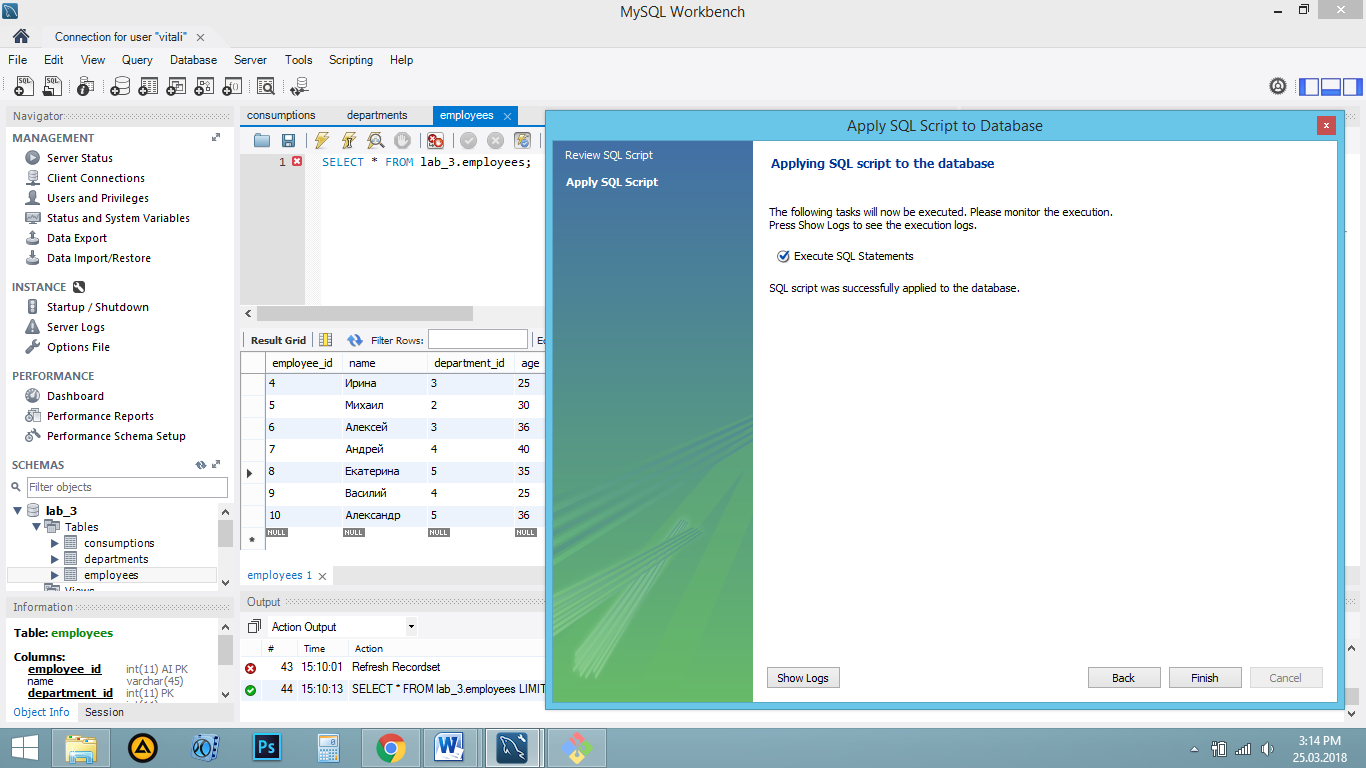 MySQL Workbench
Connection for user "vitali"
File Edit View Query Database Server Tools Scripting Help
Navigator
MANAGEMENT
Server Status
Client Connections
Users and Privileges
Status and System Variables
Data Export
Data Import/Restore
INSTANCE
Startup / Shutdown
Server Logs
Options File
PERFORMANCE
Dashboard
Performance Reports
Performance Schema Setup
SCHEMAS
Filter objects
lab_3
Tables
consumptions
departments
employees
Information
Table: employees
Columns:
employee_id int(11) AI PK
name varchar(45)
department_id int(11) PK
Object Info Session
consumptions departments employees
1 SELECT * FROM lab_3.employees;
Result Grid Filter Rows:
employee_id name department_id age
4 Ирина 3 25
5 Михаил 2 30
6 Алексей 3 36
7 Андрей 4 40
8 Екатерина 5 35
9 Василий 4 25
10 Александр 5 36
NULL NULL NULL NULL
employees 1
Output
Action Output
# Time Action
43 15:10:01 Refresh Recordset
44 15:10:13 SELECT * FROM lab_3.employees LIMIT
Apply SQL Script to Database
Review SQL Script
Apply SQL Script
Applying SQL script to the database
The following tasks will now be executed. Please monitor the execution.
Press Show Logs to see the execution logs.
Execute SQL Statements
SQL script was successfully applied to the database.
Show Logs Back Finish Cancel
Ps
3:14 PM
25.03.2018